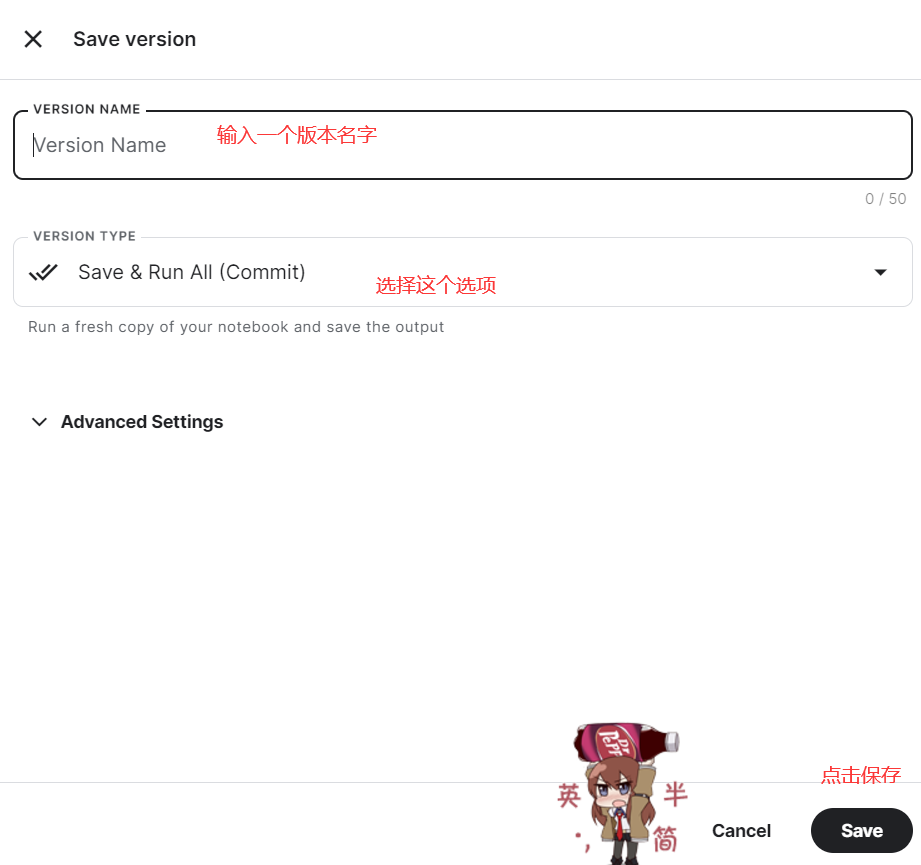 Save version
VERSION NAME
Version Name
输入一个版本名字
0 / 50
VERSION TYPE
Save & Run All (Commit)
选择这个选项
Run a fresh copy of your notebook and save the output
Advanced Settings
Dr Pepp
点击保存
英 半
·, 简
Cancel
Save